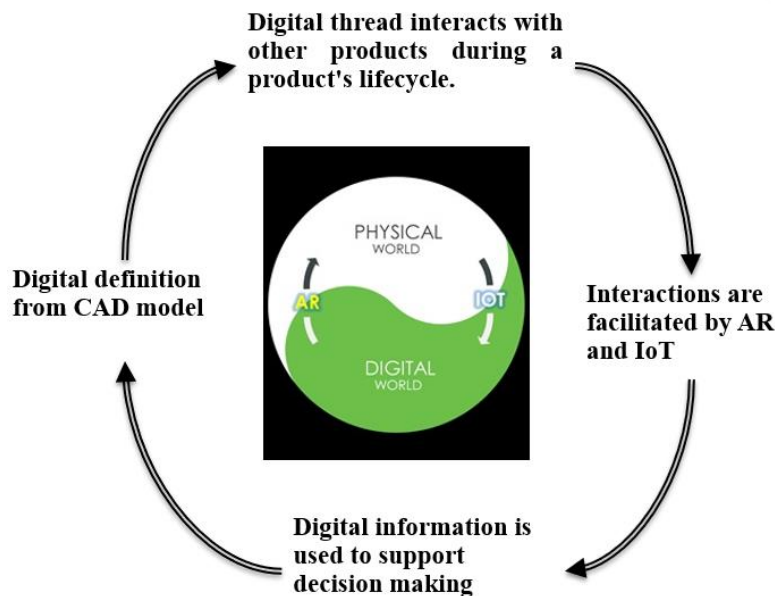 Digital thread interacts with
other products during a
product's lifecycle.
PHYSICAL
WORLD
Digital definition
from CAD model
AR
IOT
Interactions are
facilitated by AR
and IoT
DIGITAL
WORLD
Digital information is
used to support
decision making